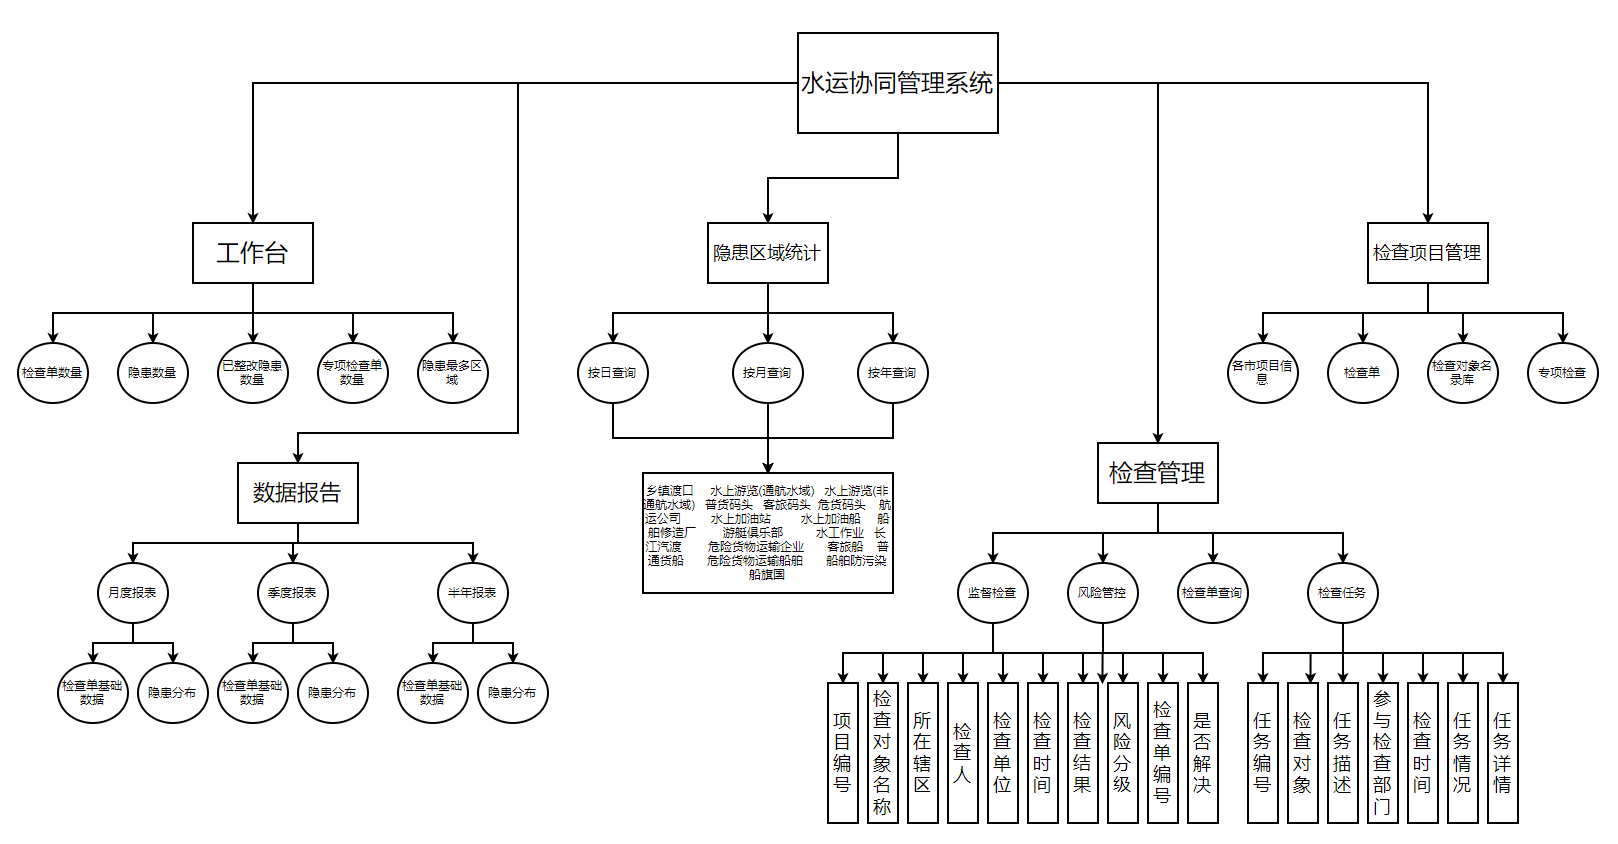 水运协同管理系统
工作台
隐患区域统计
检查项目管理
检查单数量
隐患数量
已整改隐患
数量
专项检查单
数量
隐患最多区
域
按日查询
按月查询
按年查询
各市项目信
息
检查单
检查对象名
录库
专项检查
数据报告
检查管理
乡镇渡口 水上游览(通航水域) 水上游览(非
通航水域) 普货码头 客旅码头 危货码头 航
运公司 水上加油站 水上加油船 船
舶修造厂 游艇俱乐部 水工作业 长
江汽渡 危险货物运输企业 客旅船 普
通货船 危险货物运输船舶 船舶防污染
船旗国
月度报表
季度报表
半年报表
监督检查
风险管控
检查单查询
检查任务
检查单基础
数据
隐患分布
检查单基础
数据
隐患分布
检查单基础
数据
隐患分布
项目编号
检查对象名称
所在辖区
检查人
检查单位
检查时间
检查结果
风险分级
检查单编号
是否解决
任务编号
检查对象
任务描述
参与检查部门
检查时间
任务情况
任务详情